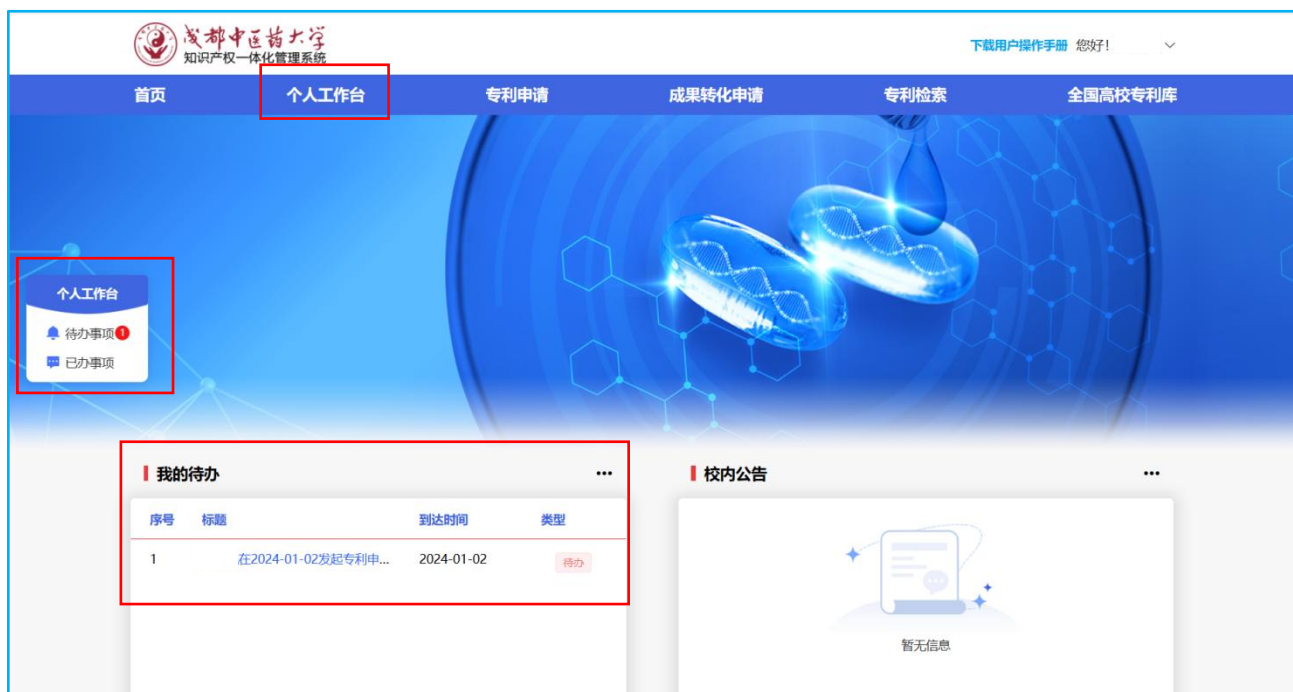 成都中医药大学
知识产权一体化管理系统
下载用户操作手册 您好！
首页 个人工作台 专利申请 成果转化申请 专利检索 全国高校专利库
个人工作台
待办事项 1
已办事项
我的待办 •••
序号 标题 到达时间 类型
1 在2024-01-02发起专利申... 2024-01-02 待办
校内公告 •••
暂无信息